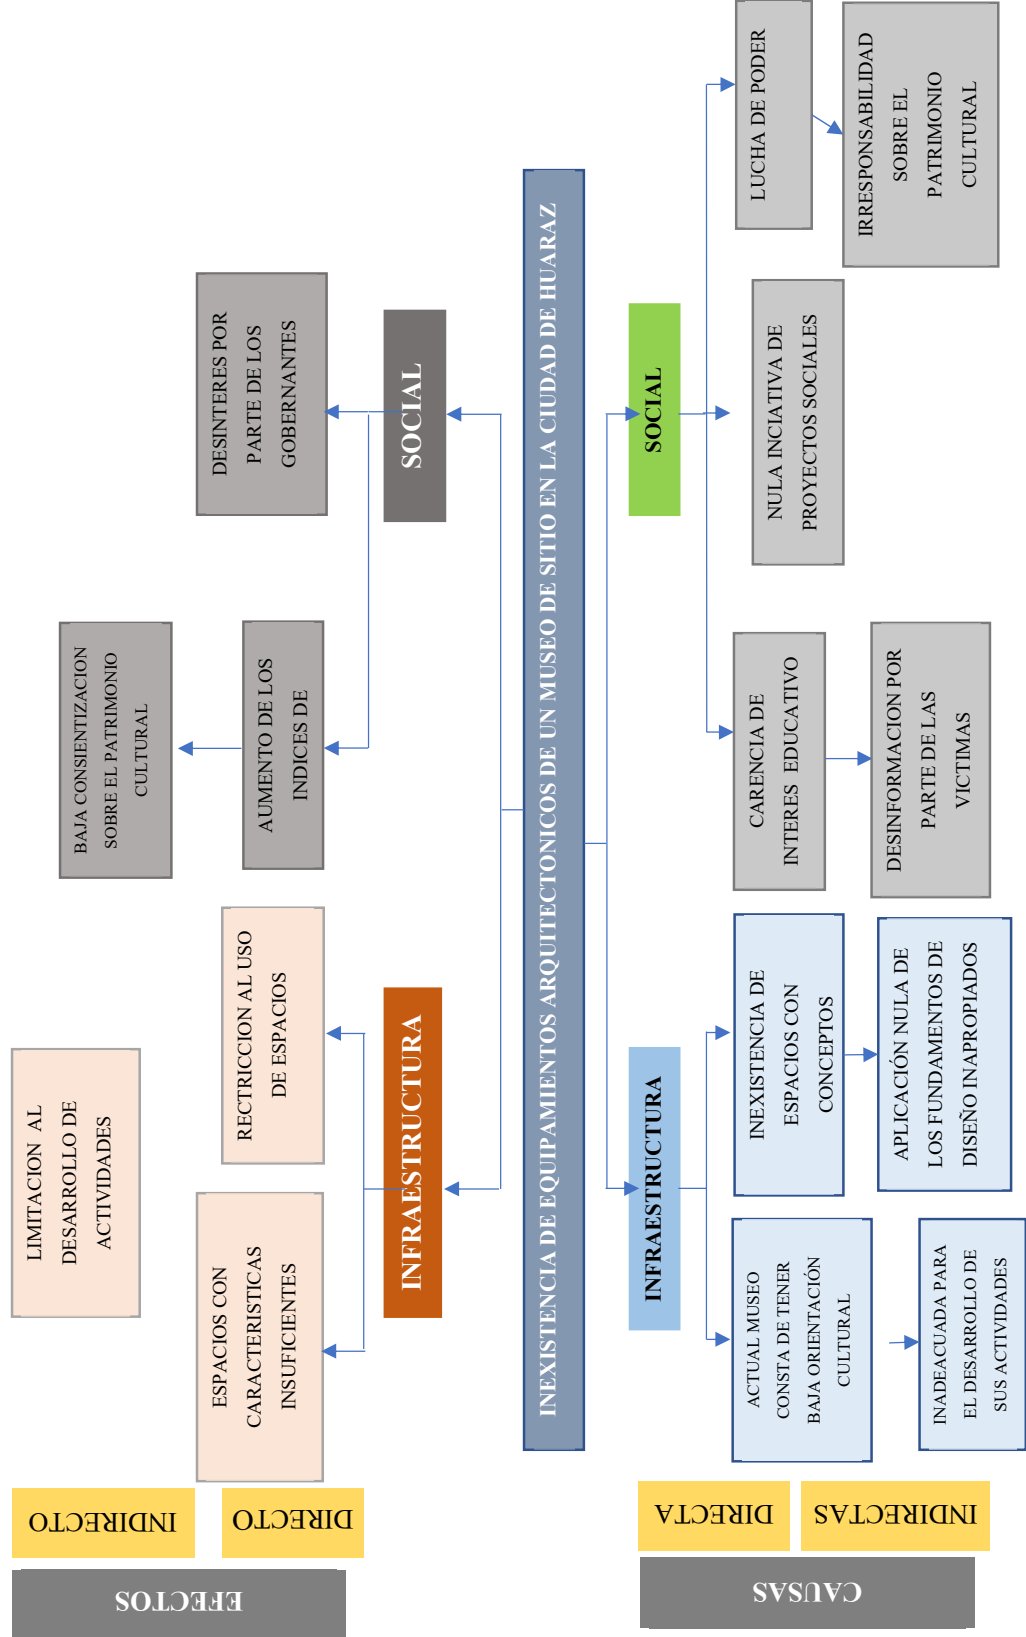 EFECTOS
INDIRECTO
LIMITACION AL
DESARROLLO DE
ACTIVIDADES
BAJA CONSIENTIZACION
SOBRE EL PATRIMONIO
CULTURAL
DIRECTO
ESPACIOS CON
CARACTERISTICAS
INSUFICIENTES
RECTRICCION AL USO
DE ESPACIOS
AUMENTO DE LOS
INDICES DE
DESINTERES POR
PARTE DE LOS
GOBERNANTES
INFRAESTRUCTURA
SOCIAL
INEXISTENCIA DE EQUIPAMIENTOS ARQUITECTONICOS DE UN MUSEO DE SITIO EN LA CIUDAD DE HUARAZ
INFRAESTRUCTURA
SOCIAL
CAUSAS
DIRECTA
ACTUAL MUSEO
CONSTA DE TENER
BAJA ORIENTACIÓN
CULTURAL
INEXISTENCIA DE
ESPACIOS CON
CONCEPTOS
CARENCIA DE
INTERES EDUCATIVO
NULA INCIATIVA DE
PROYECTOS SOCIALES
LUCHA DE PODER
INDIRECTAS
INADEACUADA PARA
EL DESARROLLO DE
SUS ACTIVIDADES
APLICACIÓN NULA DE
LOS FUNDAMENTOS DE
DISEÑO INAPROPIADOS
DESINFORMACION POR
PARTE DE LAS
VICTIMAS
IRRESPONSABILIDAD
SOBRE EL
PATRIMONIO
CULTURAL